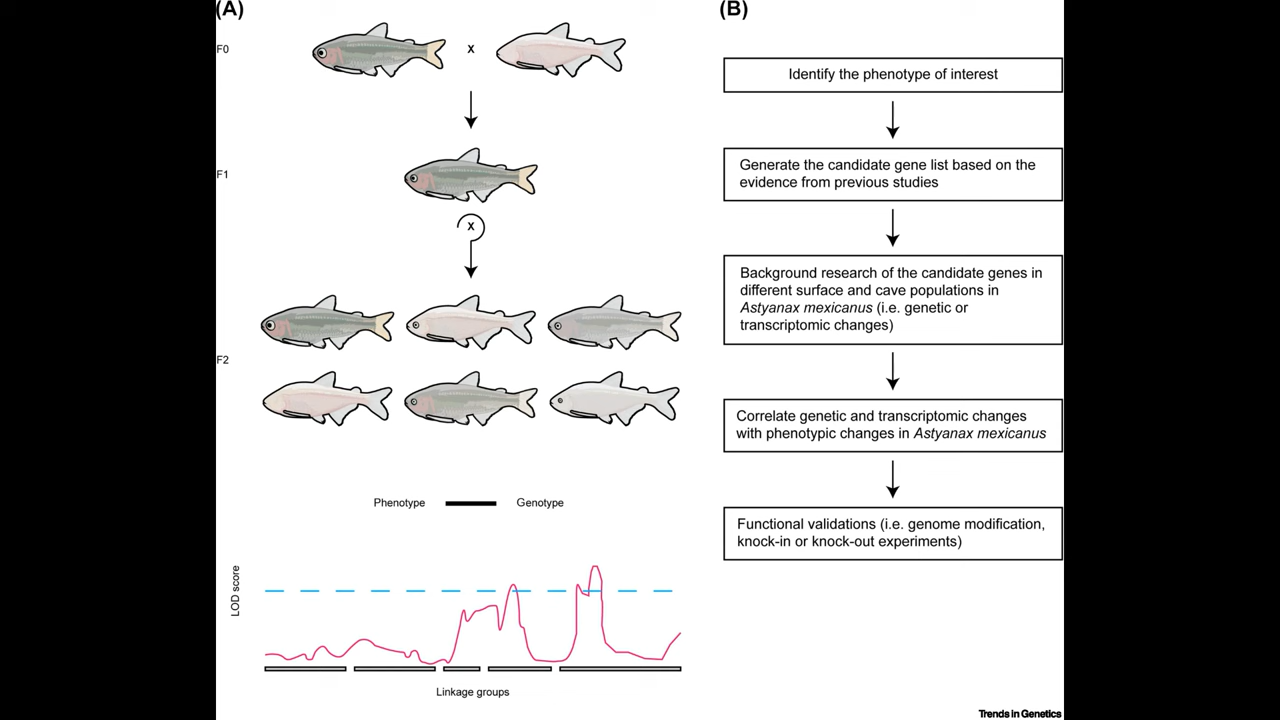 (A)
F0
x
F1
x
F2
Phenotype
Genotype
LOD score
Linkage groups
(B)
Identify the phenotype of interest
Generate the candidate gene list based on the
evidence from previous studies
Background research of the candidate genes in
different surface and cave populations in
Astyanax mexicanus (i.e. genetic or
transcriptomic changes)
Correlate genetic and transcriptomic changes
with phenotypic changes in Astyanax mexicanus
Functional validations (i.e. genome modification,
knock-in or knock-out experiments)
Trends in Genetics